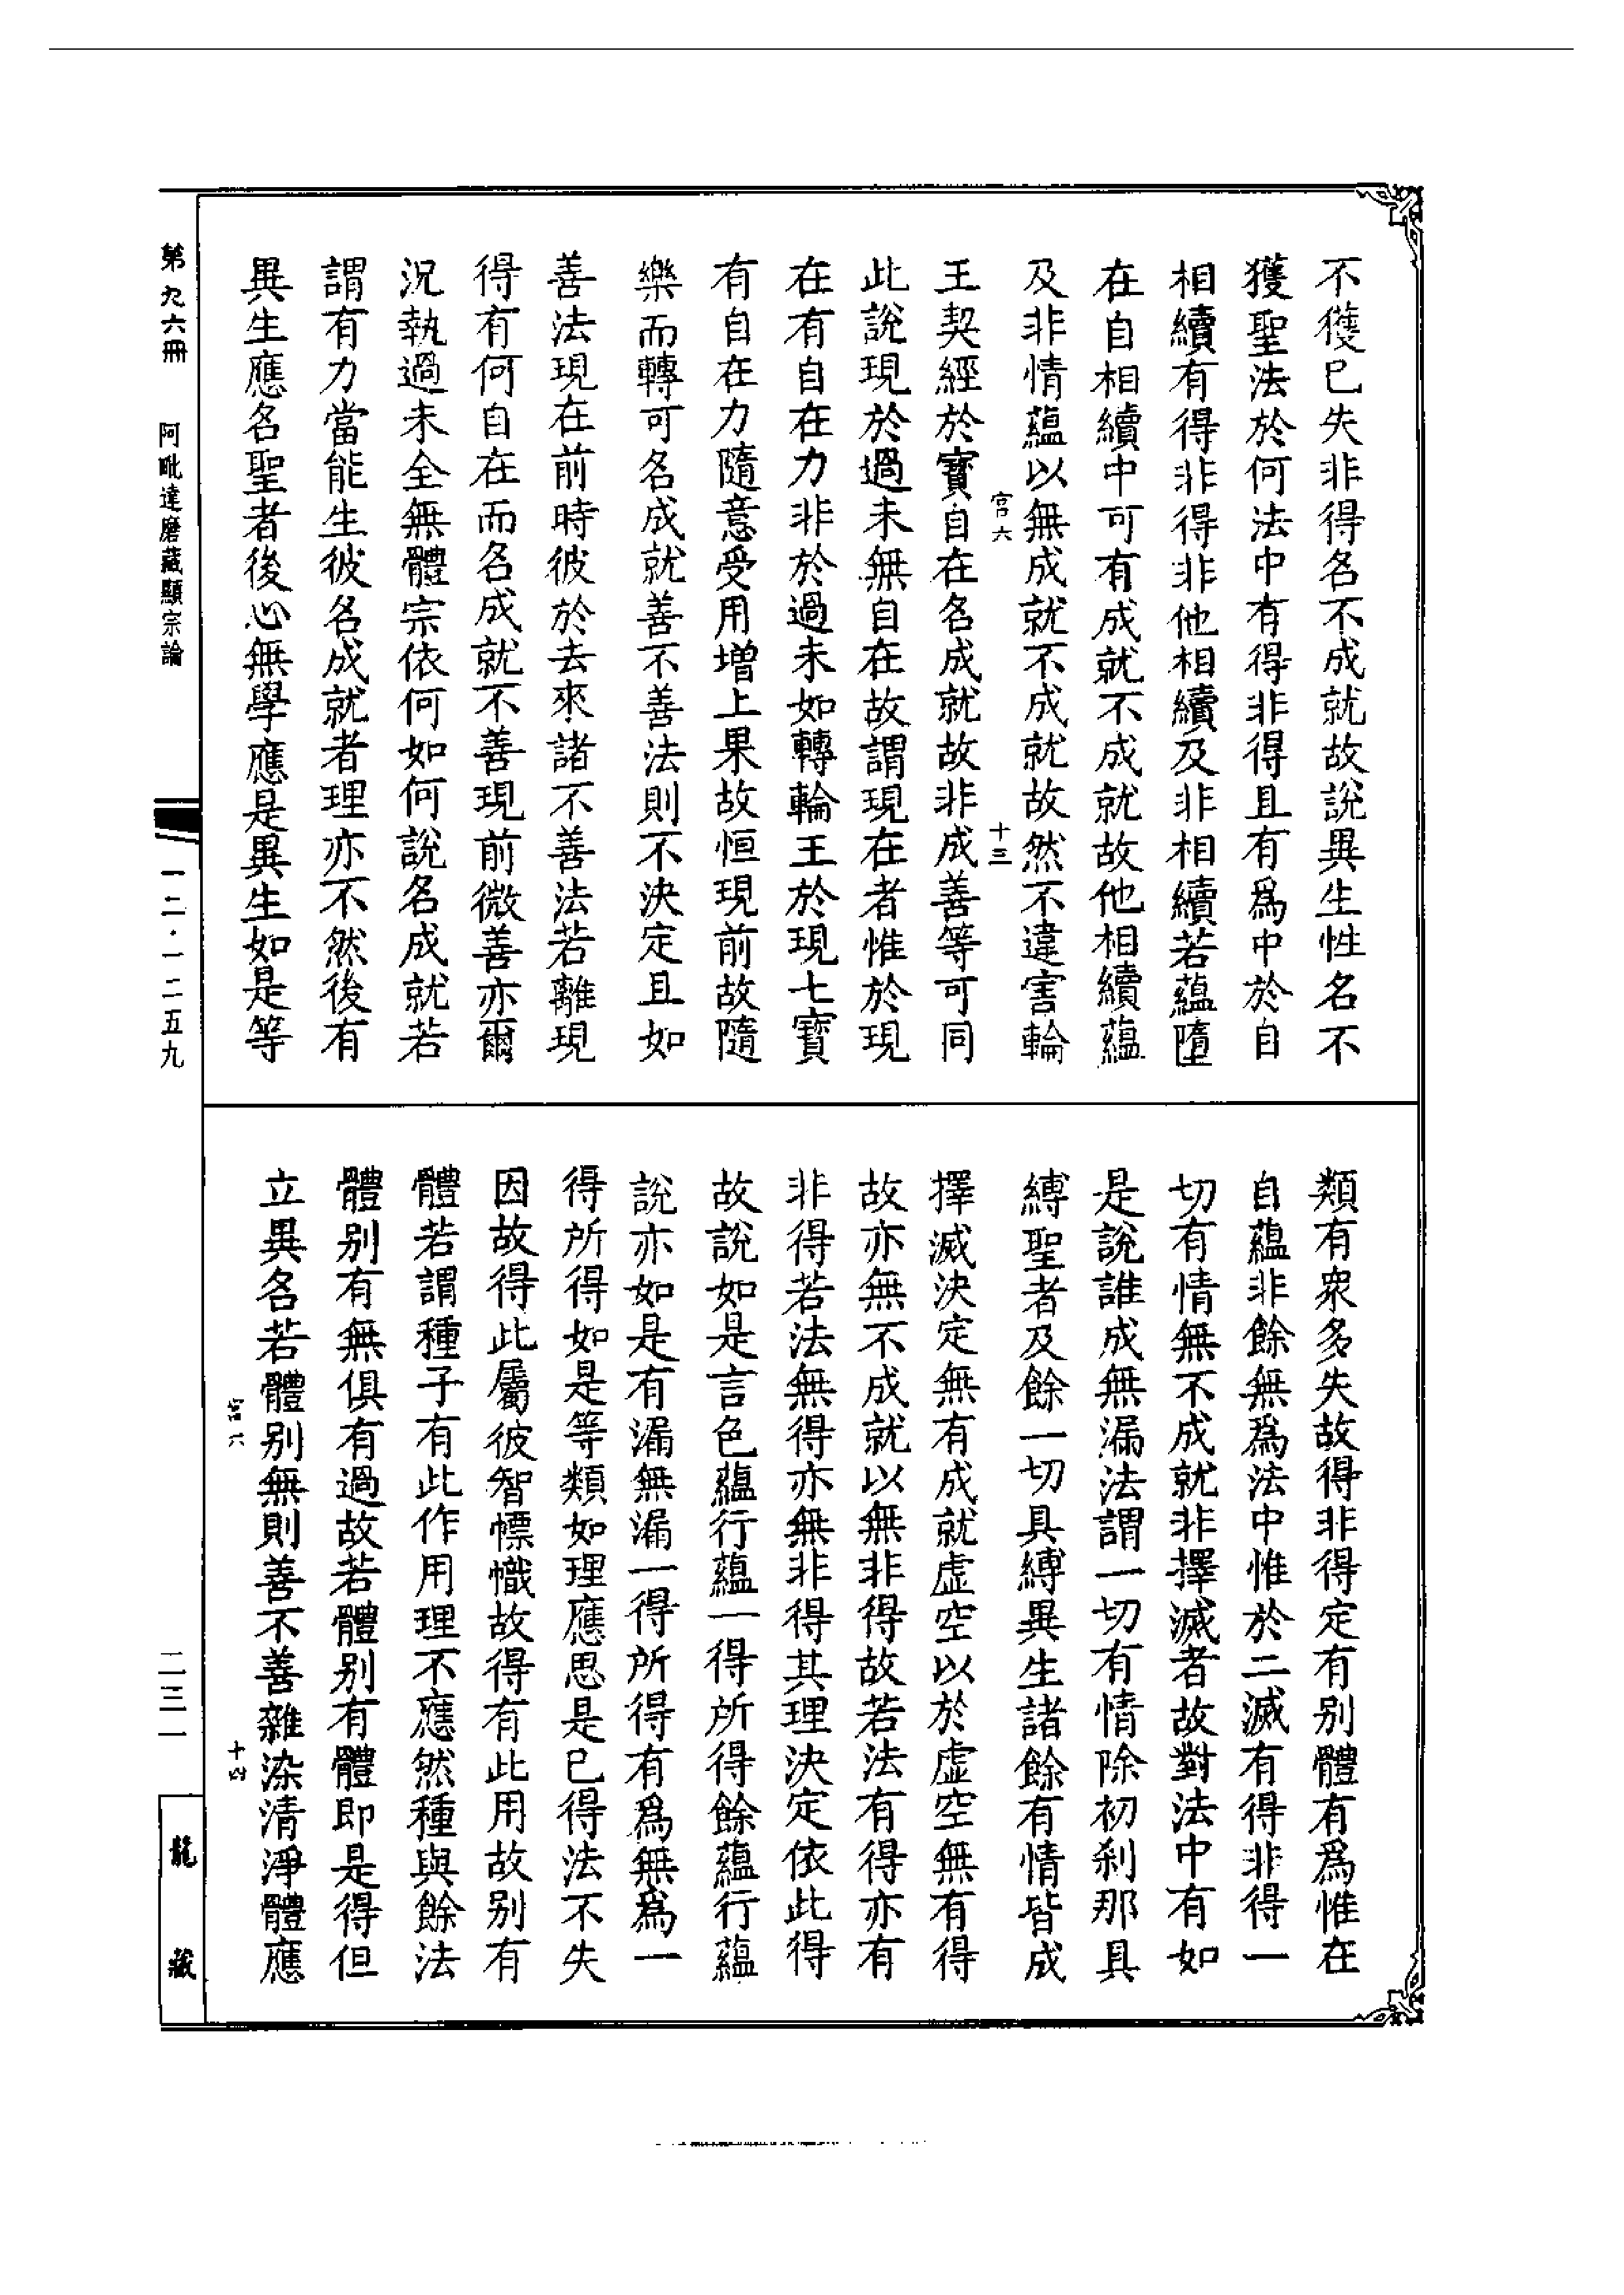 不獲已失非得名不成就故說異生性名不
獲聖法於何法中有得非得且有爲中於自
相續有得非得非他相續及非相續若蘊墮
在自相續中可有成就不成就故他相續蘊
及非情蘊以無成就不成就故然不違害輪
宫六
十三
王契經於寶自在名成就故非成善等可同
此說現於過未無自在故謂現在者惟於現
在有自在力非於過未如轉輪王於現七寶
有自在力隨意受用增上果故恒現前故隨
樂而轉可名成就善不善法則不決定且如
善法現在前時彼於去來諸不善法若離現
得有何自在而名成就不善現前微善亦爾
況執過未全無體宗依何如何說名成就若
謂有力當能生彼名成就者理亦不然後有
異生應名聖者後心無學應是異生如是等
類有衆多失故得非得定有别體有爲惟在
自蘊非餘無爲法中惟於二滅有得非得一
切有情無不成就非擇滅者故對法中有如
是說誰成無漏法謂一切有情除初刹那具
縛聖者及餘一切具縛異生諸餘有情皆成
擇滅決定無有成就虛空以於虛空無有得
故亦無不成就以無非得故若法有得亦有
非得若法無得亦無非得其理決定依此得
故說如是言色蘊行蘊一得所得餘蘊行蘊
說亦如是有漏無漏一得所得有爲無爲一
得所得如是等類如理應思是已得法不失
因故得此屬彼智幖幟故得有此用故别有
體若謂種子有此作用理不應然種與餘法
體别有無俱有過故若體别有體即是得但
立異名若體别無則善不善雜染清淨體應
宫六
十四
第九六冊
阿毗達磨藏顯宗論
一二·一二五九
二三一
龍藏